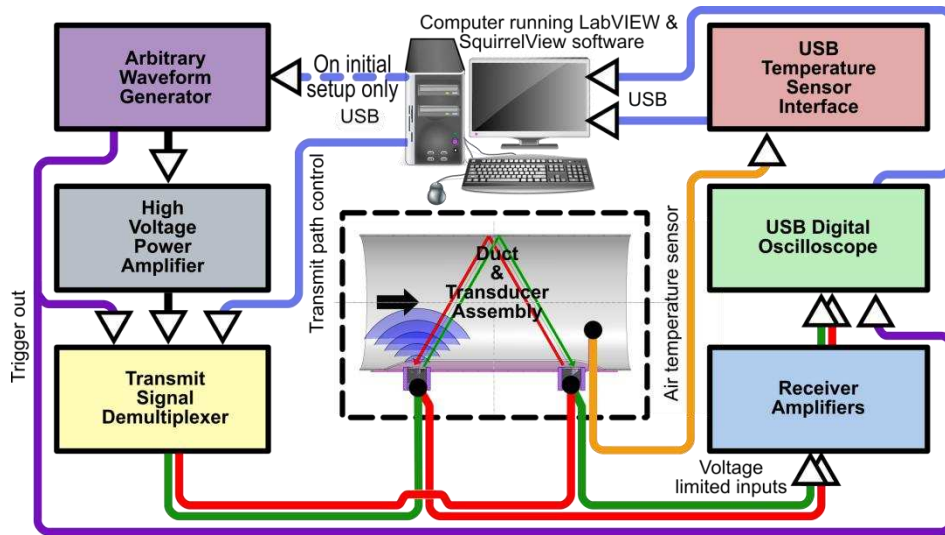 Computer running LabVIEW &
SquirrelView software
Arbitrary
Waveform
Generator
On initial
setup only
USB
USB
USB
Temperature
Sensor
Interface
High
Voltage
Power
Amplifier
Transmit path control
Duct
&
Transducer
Assembly
Air temperature sensor
USB Digital
Oscilloscope
Trigger out
Transmit
Signal
Demultiplexer
Receiver
Amplifiers
Voltage
limited inputs